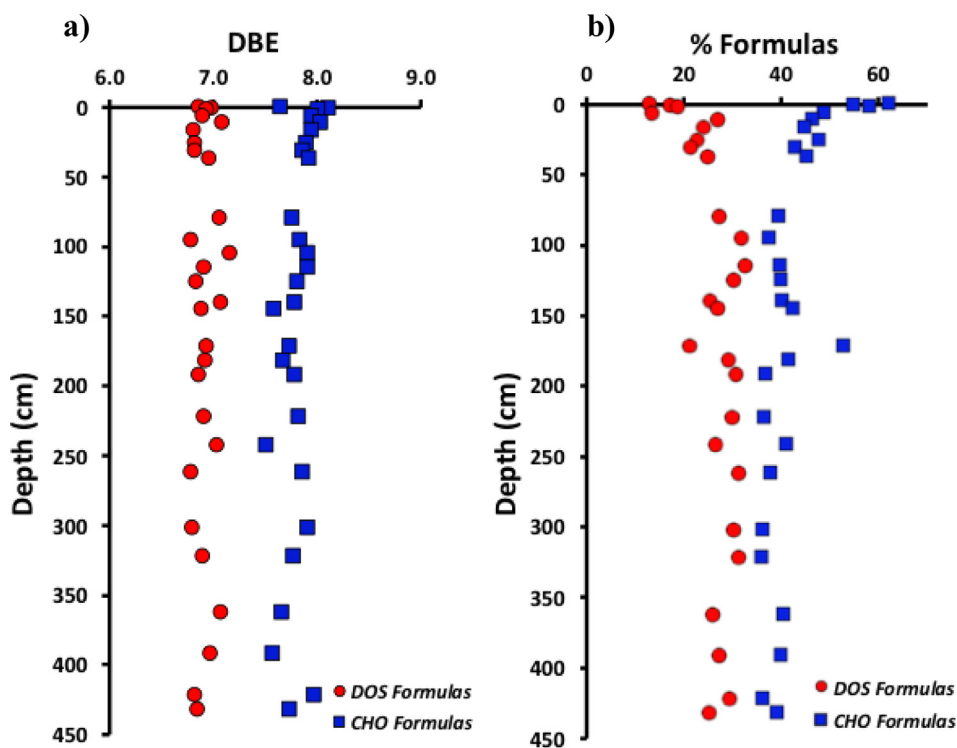 a)
DBE
6.0 7.0 8.0 9.0
0
50
100
150
200
250
300
350
400
450
Depth (cm)
DOS Formulas
CHO Formulas
b)
% Formulas
0 20 40 60
0
50
100
150
200
250
300
350
400
450
Depth (cm)
DOS Formulas
CHO Formulas